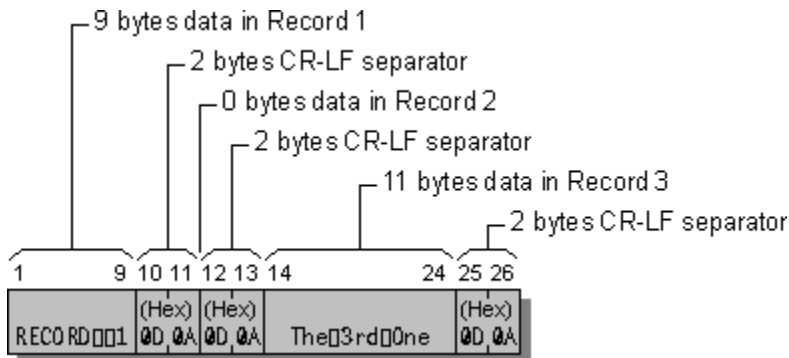 9 bytes data in Record 1
2 bytes CR-LF separator
0 bytes data in Record 2
2 bytes CR-LF separator
11 bytes data in Record 3
2 bytes CR-LF separator
1 9 10 11 12 13 14 24 25 26
(Hex) (Hex) (Hex)
RECORD▯▯1 0D 0A 0D 0A The▯3rd▯One 0D 0A